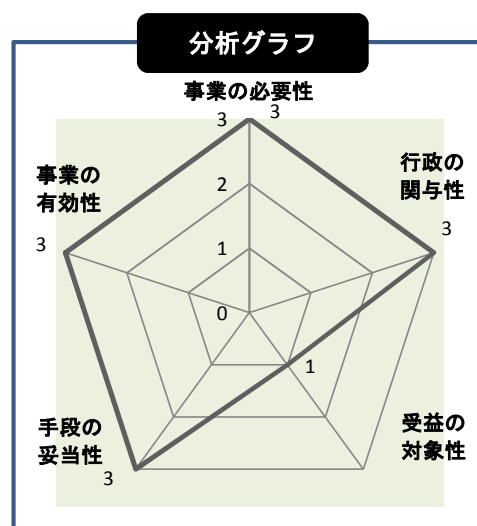 分析グラフ
事業の必要性
3
3
行政の
関与性
3
事業の
有効性
3
2
1
0
1
受益の
対象性
手段の
妥当性
3